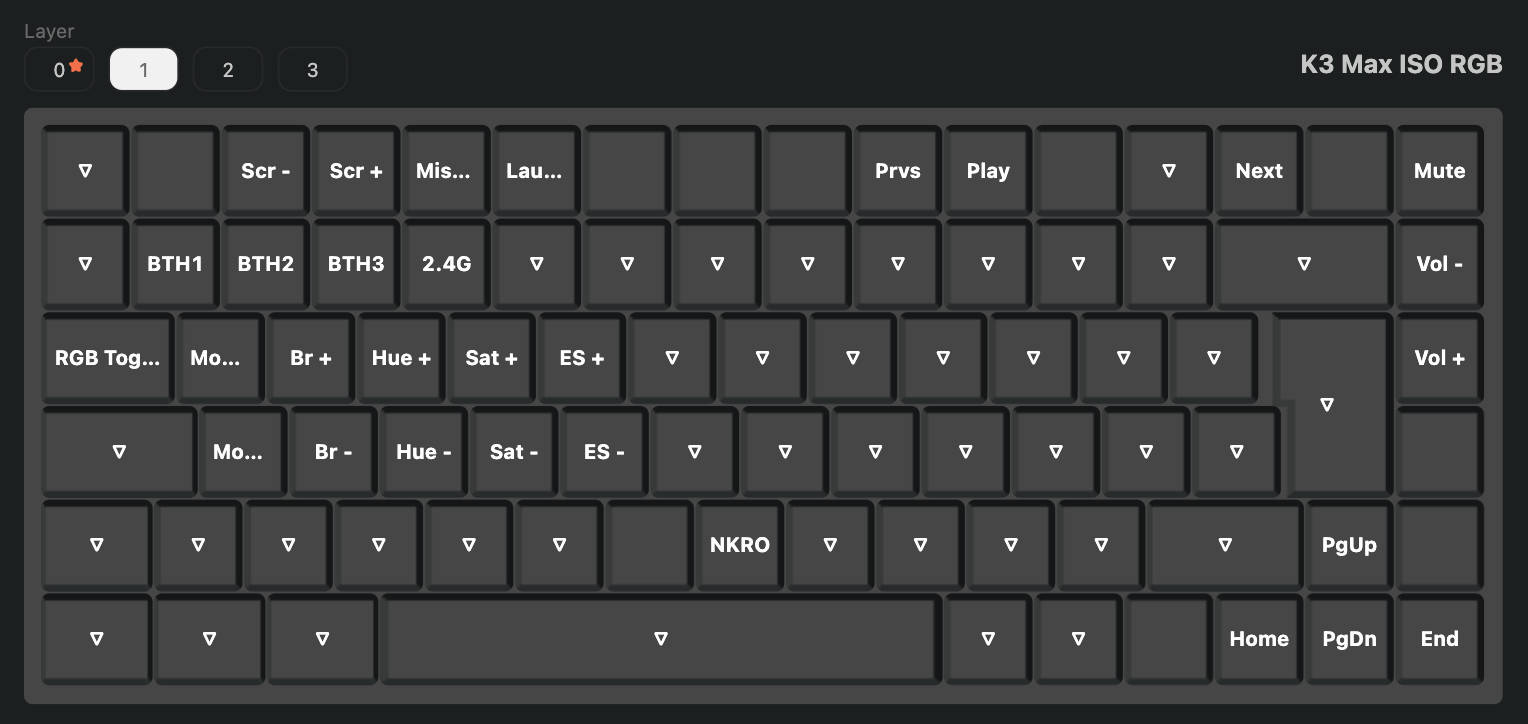 Layer
0 1 2 3
K3 Max ISO RGB
▽ Scr - Scr + Mis... Lau... Prvs Play ▽ Next Mute
▽ BTH1 BTH2 BTH3 2.4G ▽ ▽ ▽ ▽ ▽ ▽ ▽ ▽ ▽ Vol -
RGB Tog... Mo... Br + Hue + Sat + ES + ▽ ▽ ▽ ▽ ▽ ▽ ▽ ▽ Vol +
▽ Mo... Br - Hue - Sat - ES - ▽ ▽ ▽ ▽ ▽ ▽ ▽
▽ ▽ ▽ ▽ ▽ ▽ NKRO ▽ ▽ ▽ ▽ ▽ PgUp
▽ ▽ ▽ ▽ ▽ ▽ Home PgDn End